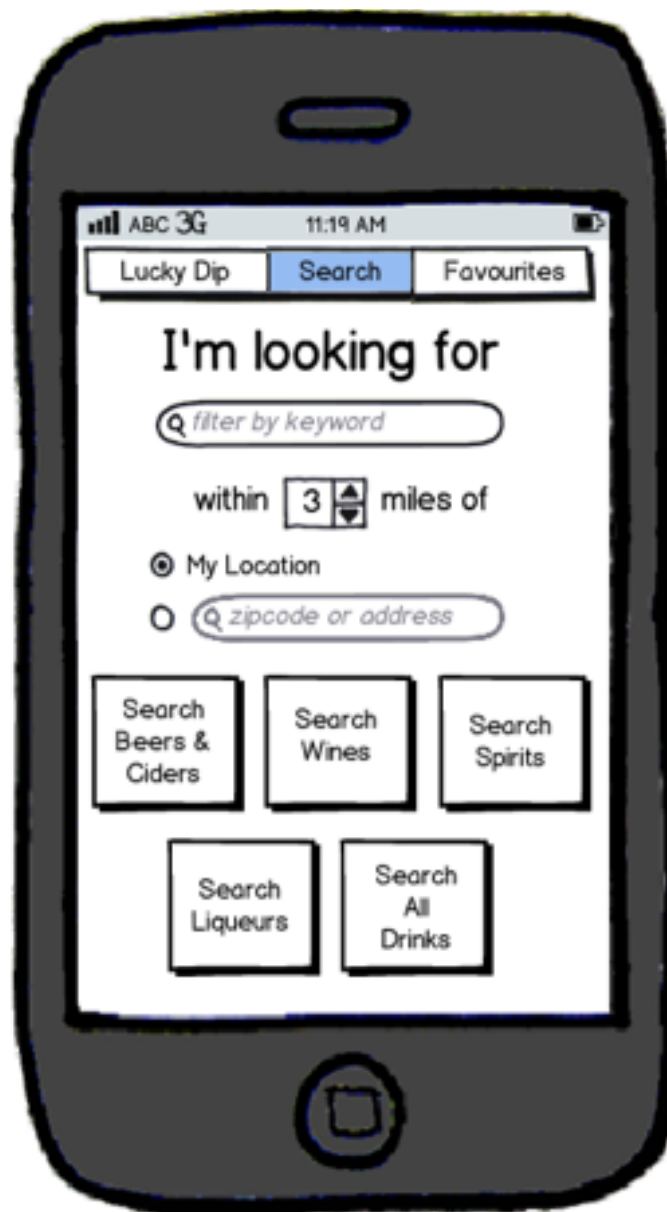 ABC 3G 11:19 AM
Lucky Dip Search Favourites
I'm looking for
filter by keyword
within 3 miles of
My Location
zipcode or address
Search
Beers &
Ciders
Search
Wines
Search
Spirits
Search
Liqueurs
Search
All
Drinks